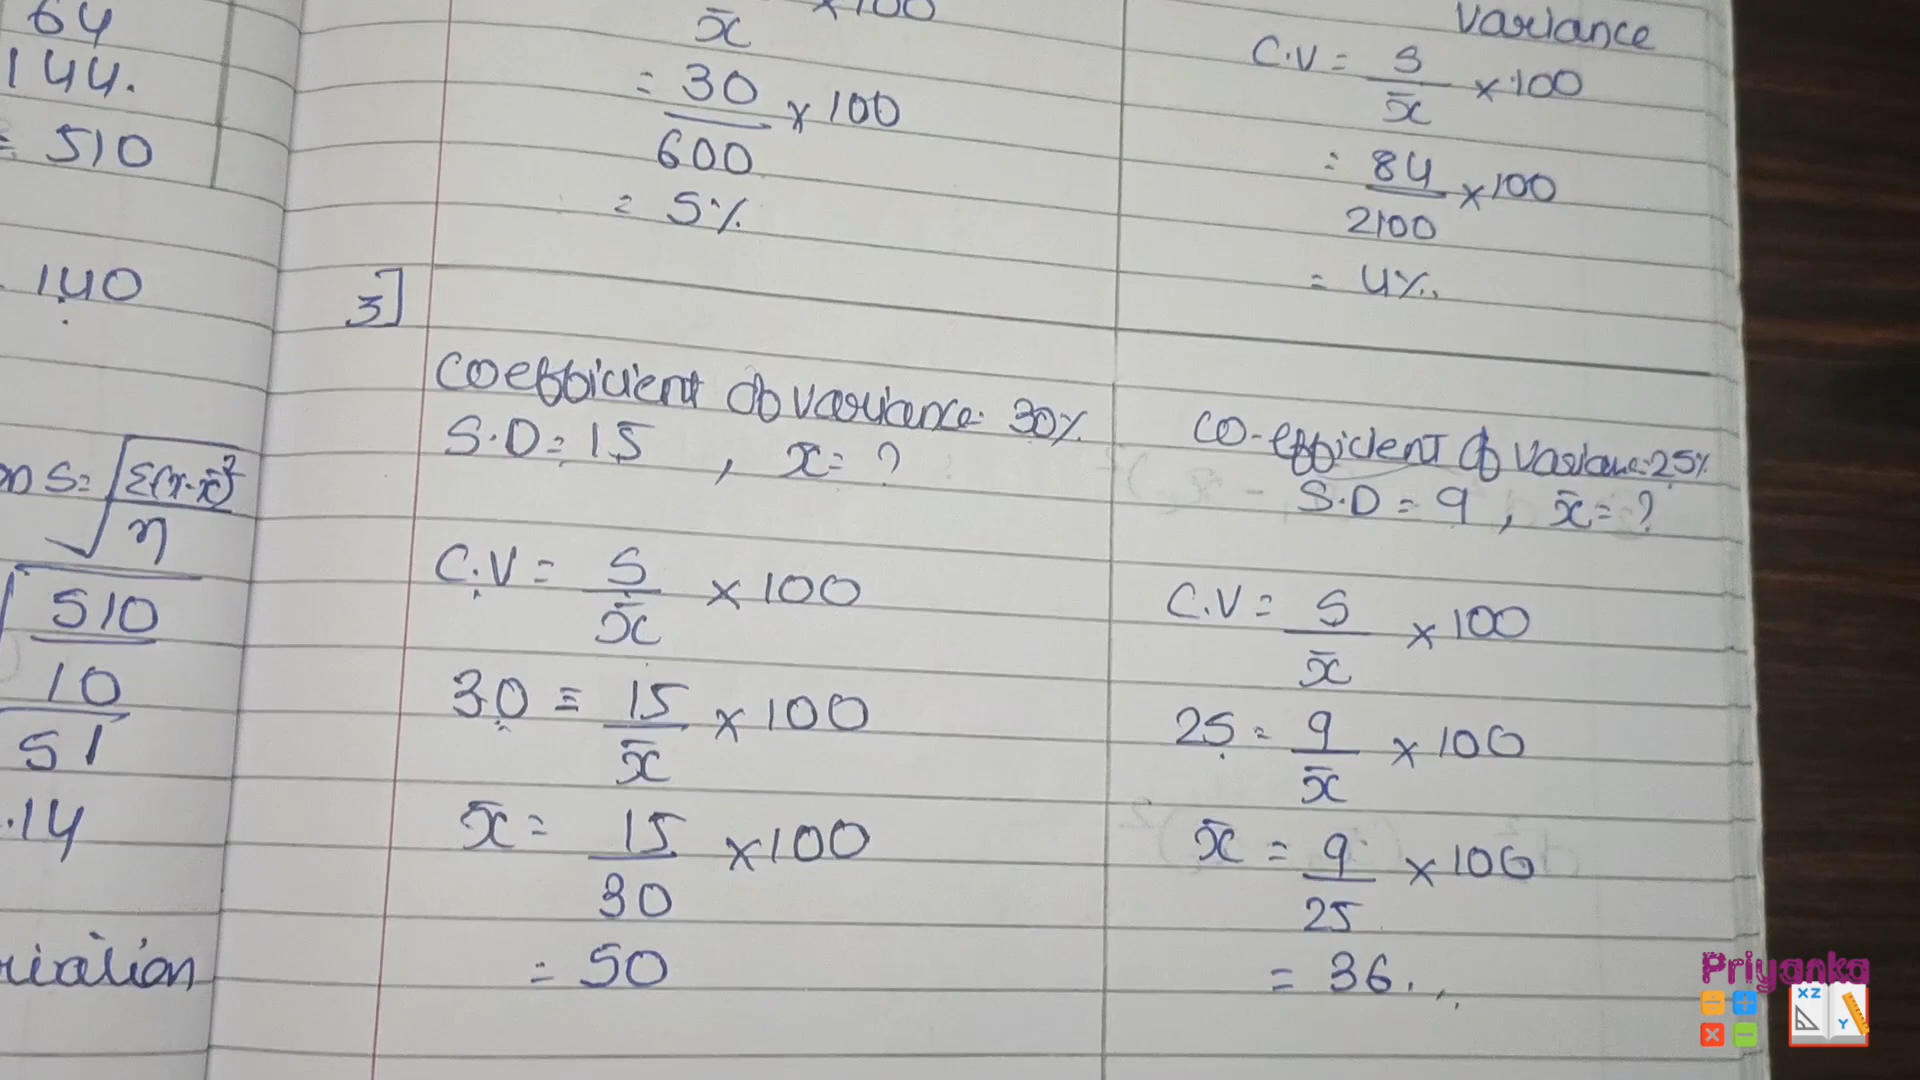 64
144.
= 510
140
S = √Σ(x-x̄)²
n
510
10
51
.14
riation
x̄ ×100
= 30 × 100
600
= 5%
Variance
C.V = S × 100
x̄
= 84 × 100
2100
= 4%
3]
Coefficient of variance = 30%
S.D = 15 , x̄ = ?
C.V = S × 100
x̄
30 = 15 × 100
x̄
x̄ = 15 × 100
30
= 50
CO-efficient of variance = 25%
S.D = 9 , x̄ = ?
C.V = S × 100
x̄
25 = 9 × 100
x̄
x̄ = 9 × 100
25
= 36.
Priyanka
XZ
Y